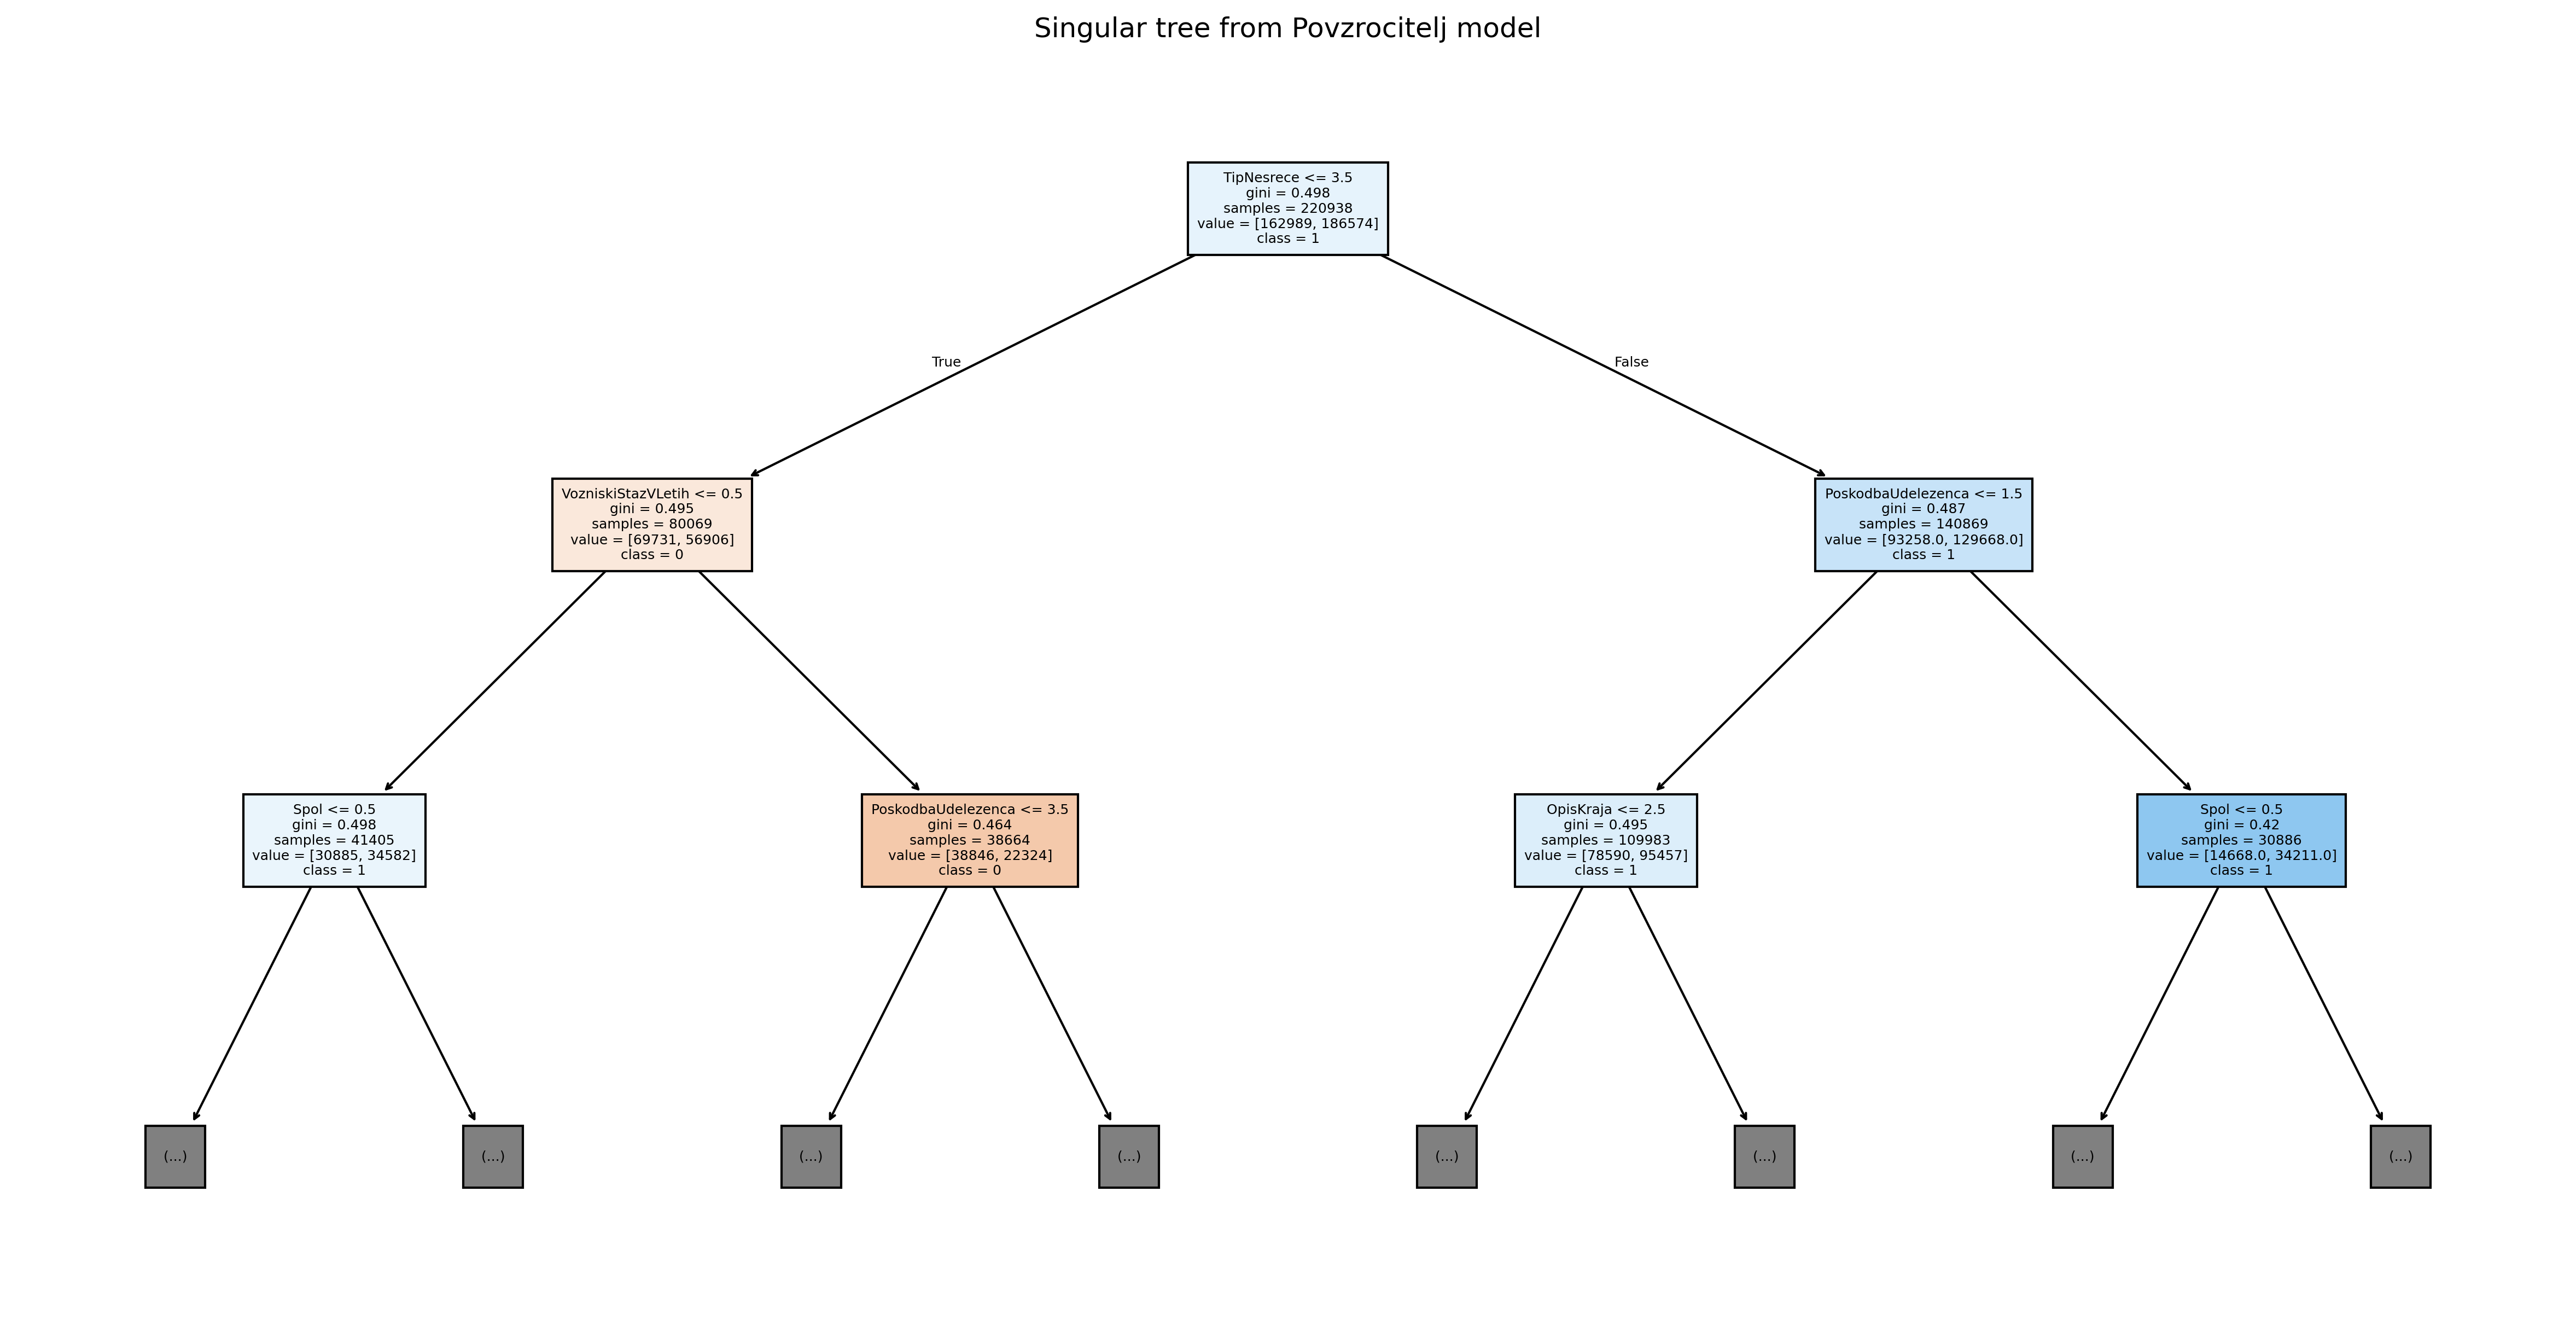 Singular tree from Povzrocitelj model
TipNesrece <= 3.5
gini = 0.498
samples = 220938
value = [162989, 186574]
class = 1
True
False
VozniskiStazVLetih <= 0.5
gini = 0.495
samples = 80069
value = [69731, 56906]
class = 0
PoskodbaUdelezenca <= 1.5
gini = 0.487
samples = 140869
value = [93258.0, 129668.0]
class = 1
Spol <= 0.5
gini = 0.498
samples = 41405
value = [30885, 34582]
class = 1
PoskodbaUdelezenca <= 3.5
gini = 0.464
samples = 38664
value = [38846, 22324]
class = 0
OpisKraja <= 2.5
gini = 0.495
samples = 109983
value = [78590, 95457]
class = 1
Spol <= 0.5
gini = 0.42
samples = 30886
value = [14668.0, 34211.0]
class = 1
(...)
(...)
(...)
(...)
(...)
(...)
(...)
(...)